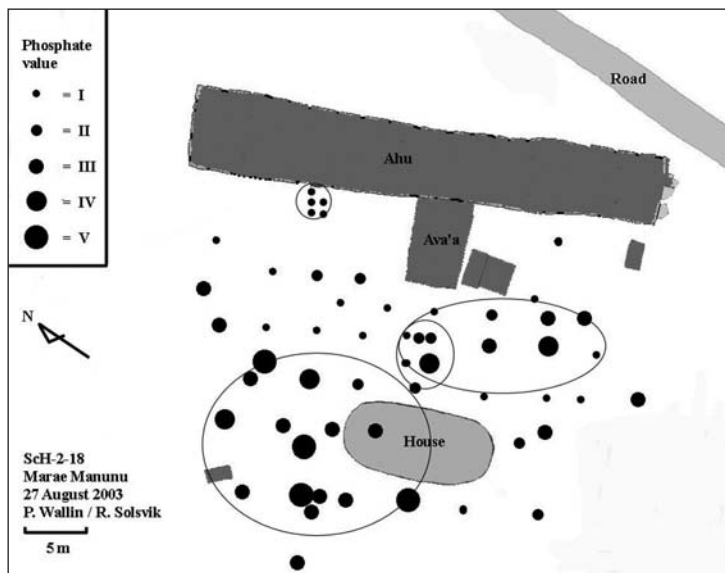 Phosphate
value
= I
= II
= III
= IV
= V
Road
Ahu
Ava'a
N
House
ScH-2-18
Marae Manunu
27 August 2003
P. Wallin / R. Solsvik
5 m